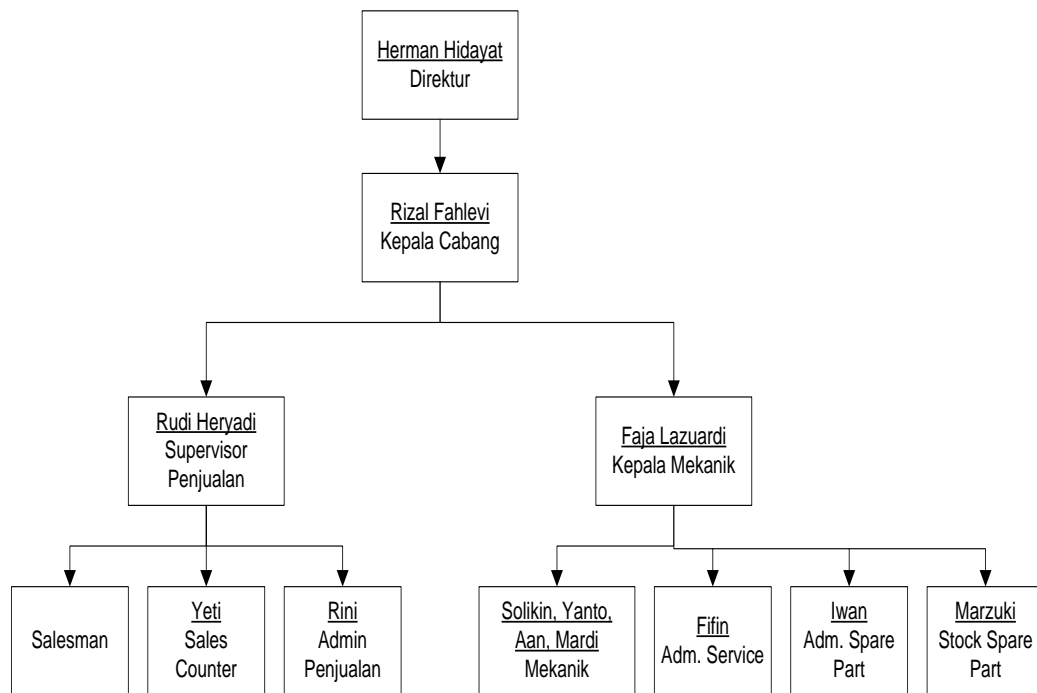 Herman Hidayat
Direktur
Rizal Fahlevi
Kepala Cabang
Rudi Heryadi
Supervisor
Penjualan
Faja Lazuardi
Kepala Mekanik
Salesman
Yeti
Sales
Counter
Rini
Admin
Penjualan
Solikin, Yanto,
Aan, Mardi
Mekanik
Fifin
Adm. Service
Iwan
Adm. Spare
Part
Marzuki
Stock Spare
Part